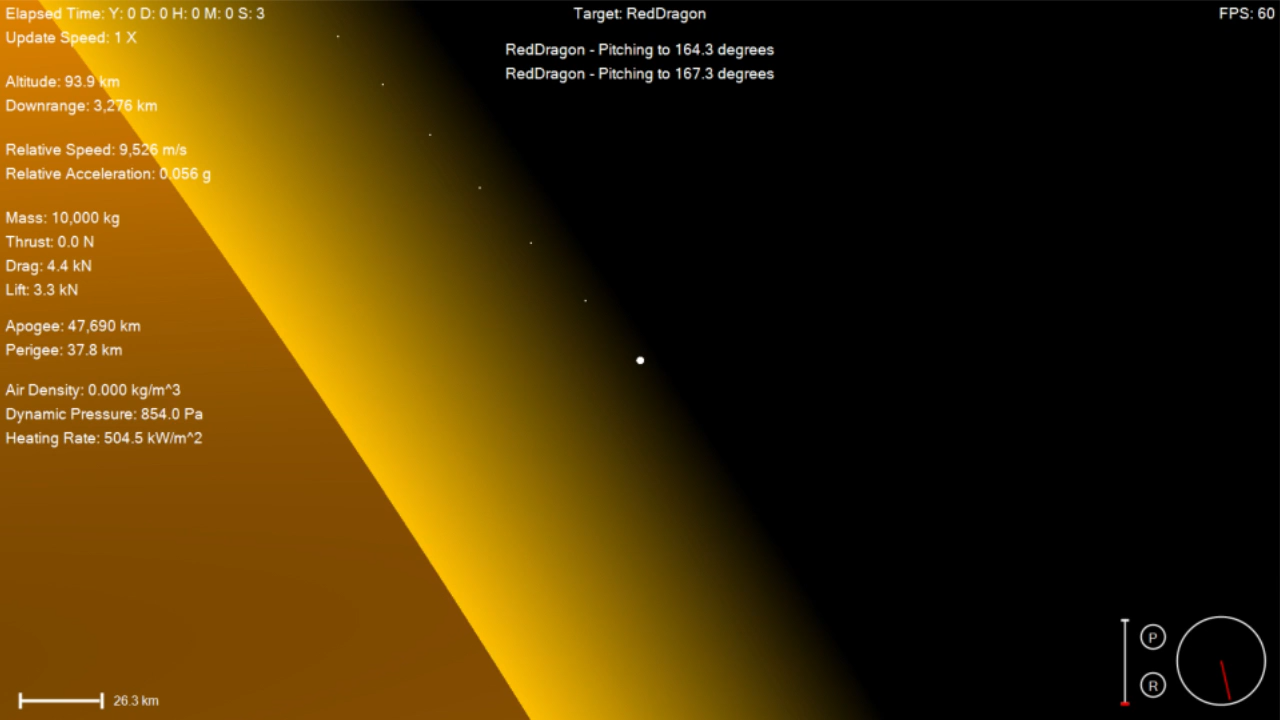 Elapsed Time: Y: 0 D: 0 H: 0 M: 0 S: 3
Target: RedDragon
FPS: 60
Update Speed: 1 X
RedDragon - Pitching to 164.3 degrees
RedDragon - Pitching to 167.3 degrees
Altitude: 93.9 km
Downrange: 3,276 km
Relative Speed: 9,526 m/s
Relative Acceleration: 0.056 g
Mass: 10,000 kg
Thrust: 0.0 N
Drag: 4.4 kN
Lift: 3.3 kN
Apogee: 47,690 km
Perigee: 37.8 km
Air Density: 0.000 kg/m^3
Dynamic Pressure: 854.0 Pa
Heating Rate: 504.5 kW/m^2
P
R
26.3 km